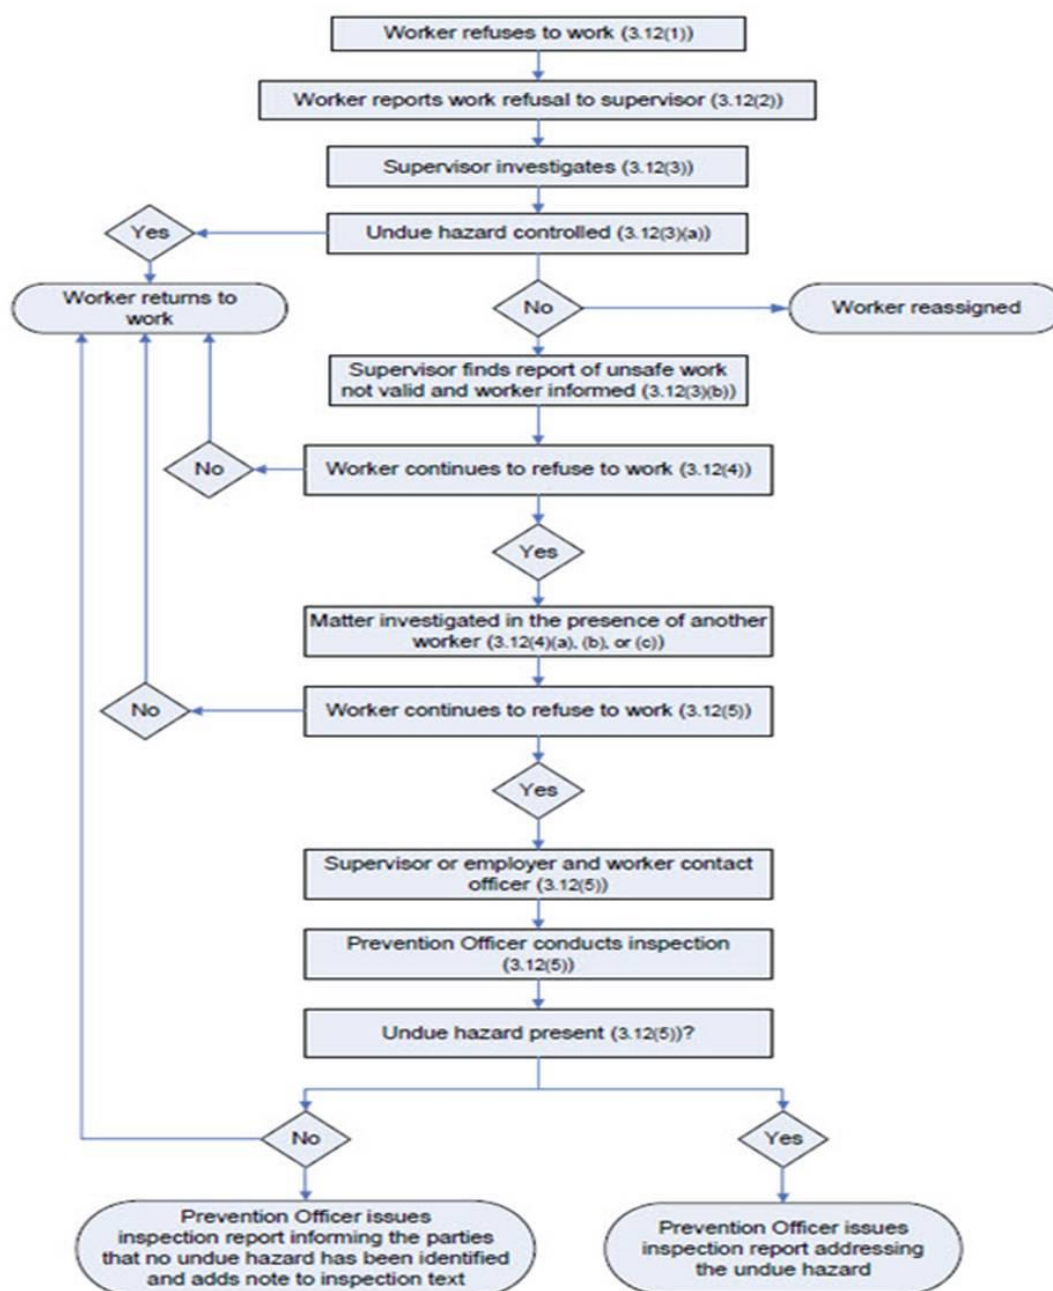 Worker refuses to work (3.12(1))
Worker reports work refusal to supervisor (3.12(2))
Supervisor investigates (3.12(3))
Yes
Undue hazard controlled (3.12(3)(a))
Worker returns to
work
No
Worker reassigned
Supervisor finds report of unsafe work
not valid and worker informed (3.12(3)(b))
No
Worker continues to refuse to work (3.12(4))
Yes
Matter investigated in the presence of another
worker (3.12(4)(a), (b), or (c))
No
Worker continues to refuse to work (3.12(5))
Yes
Supervisor or employer and worker contact
officer (3.12(5))
Prevention Officer conducts inspection
(3.12(5))
Undue hazard present (3.12(5))?
No
Yes
Prevention Officer issues
inspection report informing the parties
that no undue hazard has been identified
and adds note to inspection text
Prevention Officer issues
inspection report addressing
the undue hazard